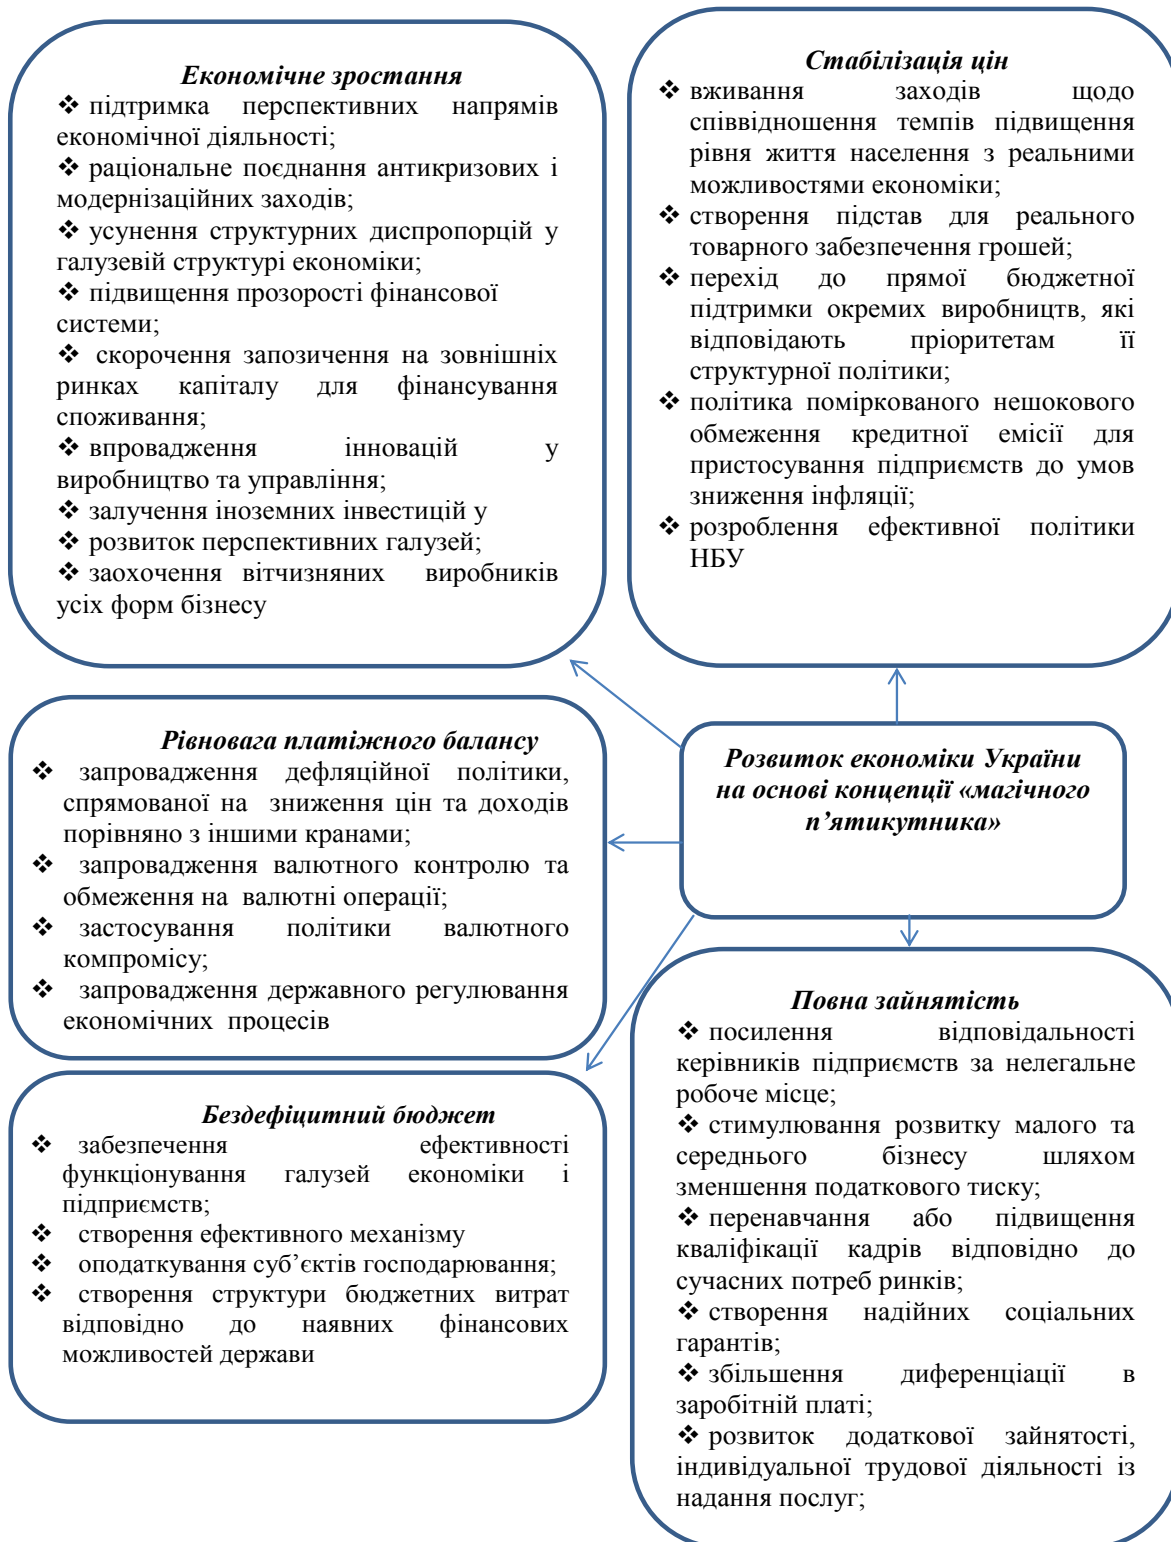 Економічне зростання
❖ підтримка перспективних напрямів
економічної діяльності;
❖ раціональне поєднання антикризових і
модернізаційних заходів;
❖ усунення структурних диспропорцій у
галузевій структурі економіки;
❖ підвищення прозорості фінансової
системи;
❖ скорочення запозичення на зовнішніх
ринках капіталу для фінансування
споживання;
❖ впровадження інновацій у
виробництво та управління;
❖ залучення іноземних інвестицій у
❖ розвиток перспективних галузей;
❖ заохочення вітчизняних виробників
усіх форм бізнесу
Стабілізація цін
❖ вживання заходів щодо
співвідношення темпів підвищення
рівня життя населення з реальними
можливостями економіки;
❖ створення підстав для реального
товарного забезпечення грошей;
❖ перехід до прямої бюджетної
підтримки окремих виробництв, які
відповідають пріоритетам її
структурної політики;
❖ політика поміркованого нешокового
обмеження кредитної емісії для
пристосування підприємств до умов
зниження інфляції;
❖ розроблення ефективної політики
НБУ
Рівновага платіжного балансу
❖ запровадження дефляційної політики,
спрямованої на зниження цін та доходів
порівняно з іншими кранами;
❖ запровадження валютного контролю та
обмеження на валютні операції;
❖ застосування політики валютного
компромісу;
❖ запровадження державного регулювання
економічних процесів
Розвиток економіки України
на основі концепції «магічного
п’ятикутника»
Бездефіцитний бюджет
❖ забезпечення ефективності
функціонування галузей економіки і
підприємств;
❖ створення ефективного механізму
❖ оподаткування суб’єктів господарювання;
❖ створення структури бюджетних витрат
відповідно до наявних фінансових
можливостей держави
Повна зайнятість
❖ посилення відповідальності
керівників підприємств за нелегальне
робоче місце;
❖ стимулювання розвитку малого та
середнього бізнесу шляхом
зменшення податкового тиску;
❖ перенавчання або підвищення
кваліфікації кадрів відповідно до
сучасних потреб ринків;
❖ створення надійних соціальних
гарантів;
❖ збільшення диференціації в
заробітній платі;
❖ розвиток додаткової зайнятості,
індивідуальної трудової діяльності із
надання послуг;